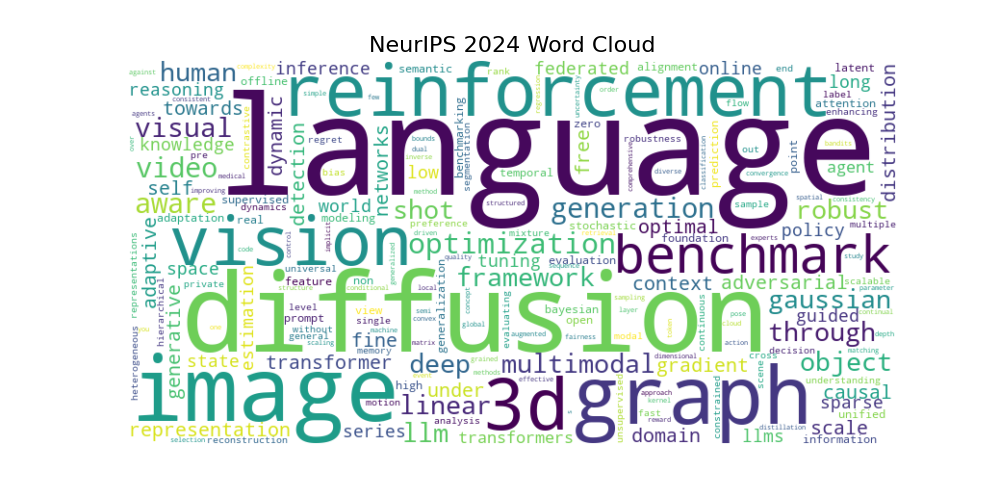 NeurIPS 2024 Word Cloud
against
complexity
human
inference
semantic
rank
federated
alignment
online
end
latent
reasoning
consistent
offline
simple
few
reinforcement
uncertainty
order
flow
long
label
attention
enhancing
distribution
agents
towards
contrastive
dynamic
language
regression
visual
over
knowledge
pre
regret
detection
networks
bounds
dual
inverse
benchmarking
segmentation
zero
free
robustness
comprehensive
diverse
prediction
classification
out
convergence
bandits
point
agent
video
medical
improving
bias
low
method
temporal
self
supervised
dynamics
world
structured
sample
spatial
consistency
aware
adaptation
real
modeling
shot
preference
generation
robust
multiple
adaptive
representations
vision
control
implicit
driven
mixture
stochastic
optimal
policy
optimization
quality
sequence
evaluation
foundation
experts
benchmark
study
space
code
universal
generalized
tuning
framework
context
adversarial
scalable
private
feature
non
conditional
local
generalization
concept
parameter
hierarchical
generative
structure
estimation
diffusion
level
prompt
view
single
semi
convex
global
evaluating
sampling
bayesian
open
layer
continuous
gaussian
continual
guided
pose
cloud
you
one
without
general
scaling
machine
fine
memory
matrix
augmented
fairness
modal
token
action
through
depth
heterogeneous
state
transformer
deep
grained
methods
multimodal
dimensional
gradient
cross
decision
matching
object
understanding
image
event
high
under
effective
3d
graph
unsupervised
approach
kernel
constrained
scene
causal
motion
linear
fast
reward
sparse
unified
representation
selection
reconstruction
series
llm
analysis
transformers
domain
distillation
llms
scale
information